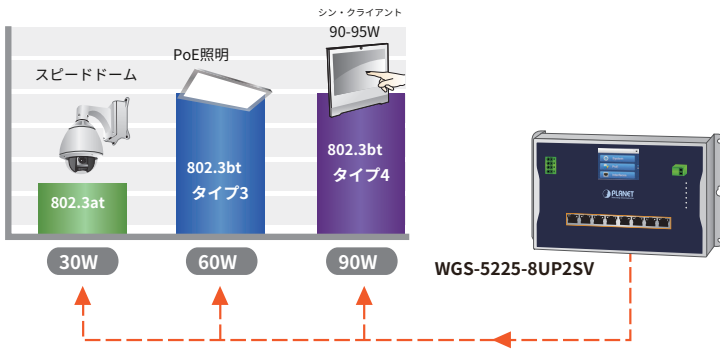 シン・クライアント
90-95W
PoE照明
スピードドーム
802.3at
802.3bt
タイプ3
802.3bt
タイプ4
30W
60W
90W
PLANET
WGS-5225-8UP2SV